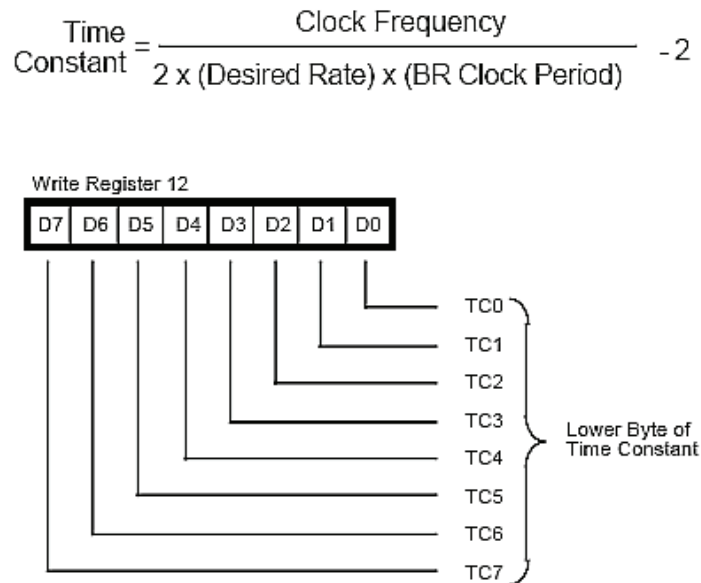 Time Constant = Clock Frequency / 2 x (Desired Rate) x (BR Clock Period) -2
Write Register 12
D7 D6 D5 D4 D3 D2 D1 D0
TC0
TC1
TC2
TC3
TC4
TC5
TC6
TC7
Lower Byte of
Time Constant